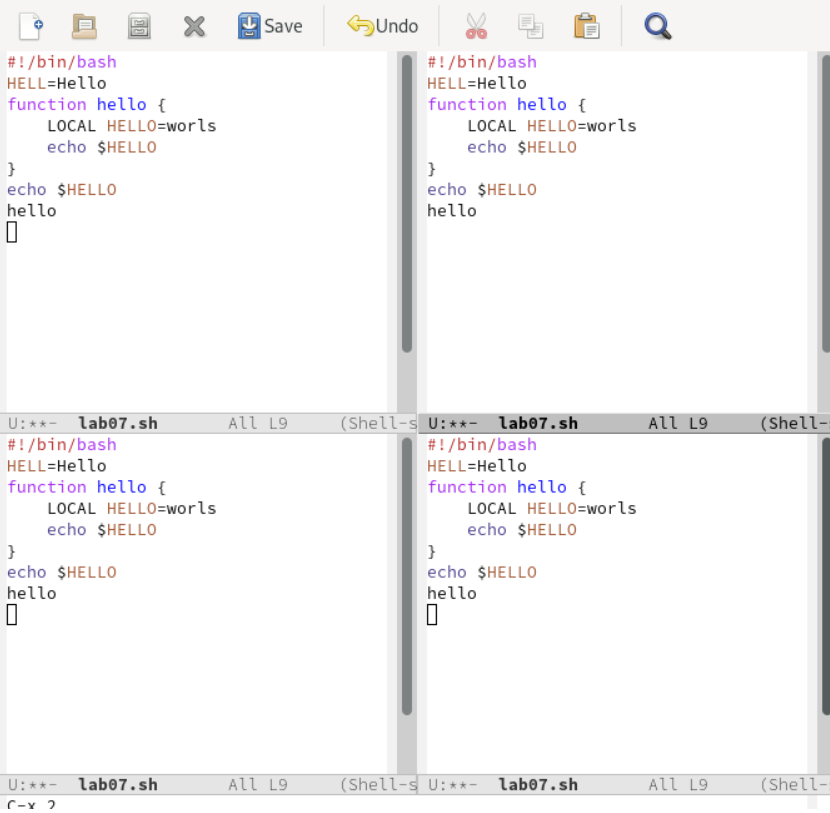 Save Undo
#!/bin/bash
HELL=Hello
function hello {
    LOCAL HELLO=worls
    echo $HELLO
}
echo $HELLO
hello
U:**- lab07.sh All L9 (Shell-s
#!/bin/bash
HELL=Hello
function hello {
    LOCAL HELLO=worls
    echo $HELLO
}
echo $HELLO
hello
U:**- lab07.sh All L9 (Shell-
#!/bin/bash
HELL=Hello
function hello {
    LOCAL HELLO=worls
    echo $HELLO
}
echo $HELLO
hello
U:**- lab07.sh All L9 (Shell-s
#!/bin/bash
HELL=Hello
function hello {
    LOCAL HELLO=worls
    echo $HELLO
}
echo $HELLO
hello
U:**- lab07.sh All L9 (Shell-
C-x 2